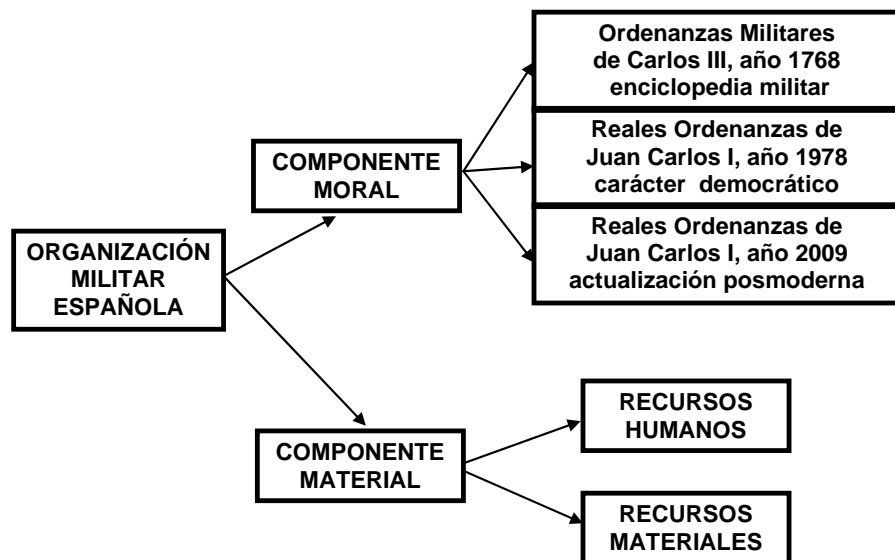 Ordenanzas Militares
de Carlos III, año 1768
enciclopedia militar
Reales Ordenanzas de
Juan Carlos I, año 1978
carácter democrático
Reales Ordenanzas de
Juan Carlos I, año 2009
actualización posmoderna
COMPONENTE
MORAL
ORGANIZACIÓN
MILITAR
ESPAÑOLA
COMPONENTE
MATERIAL
RECURSOS
HUMANOS
RECURSOS
MATERIALES